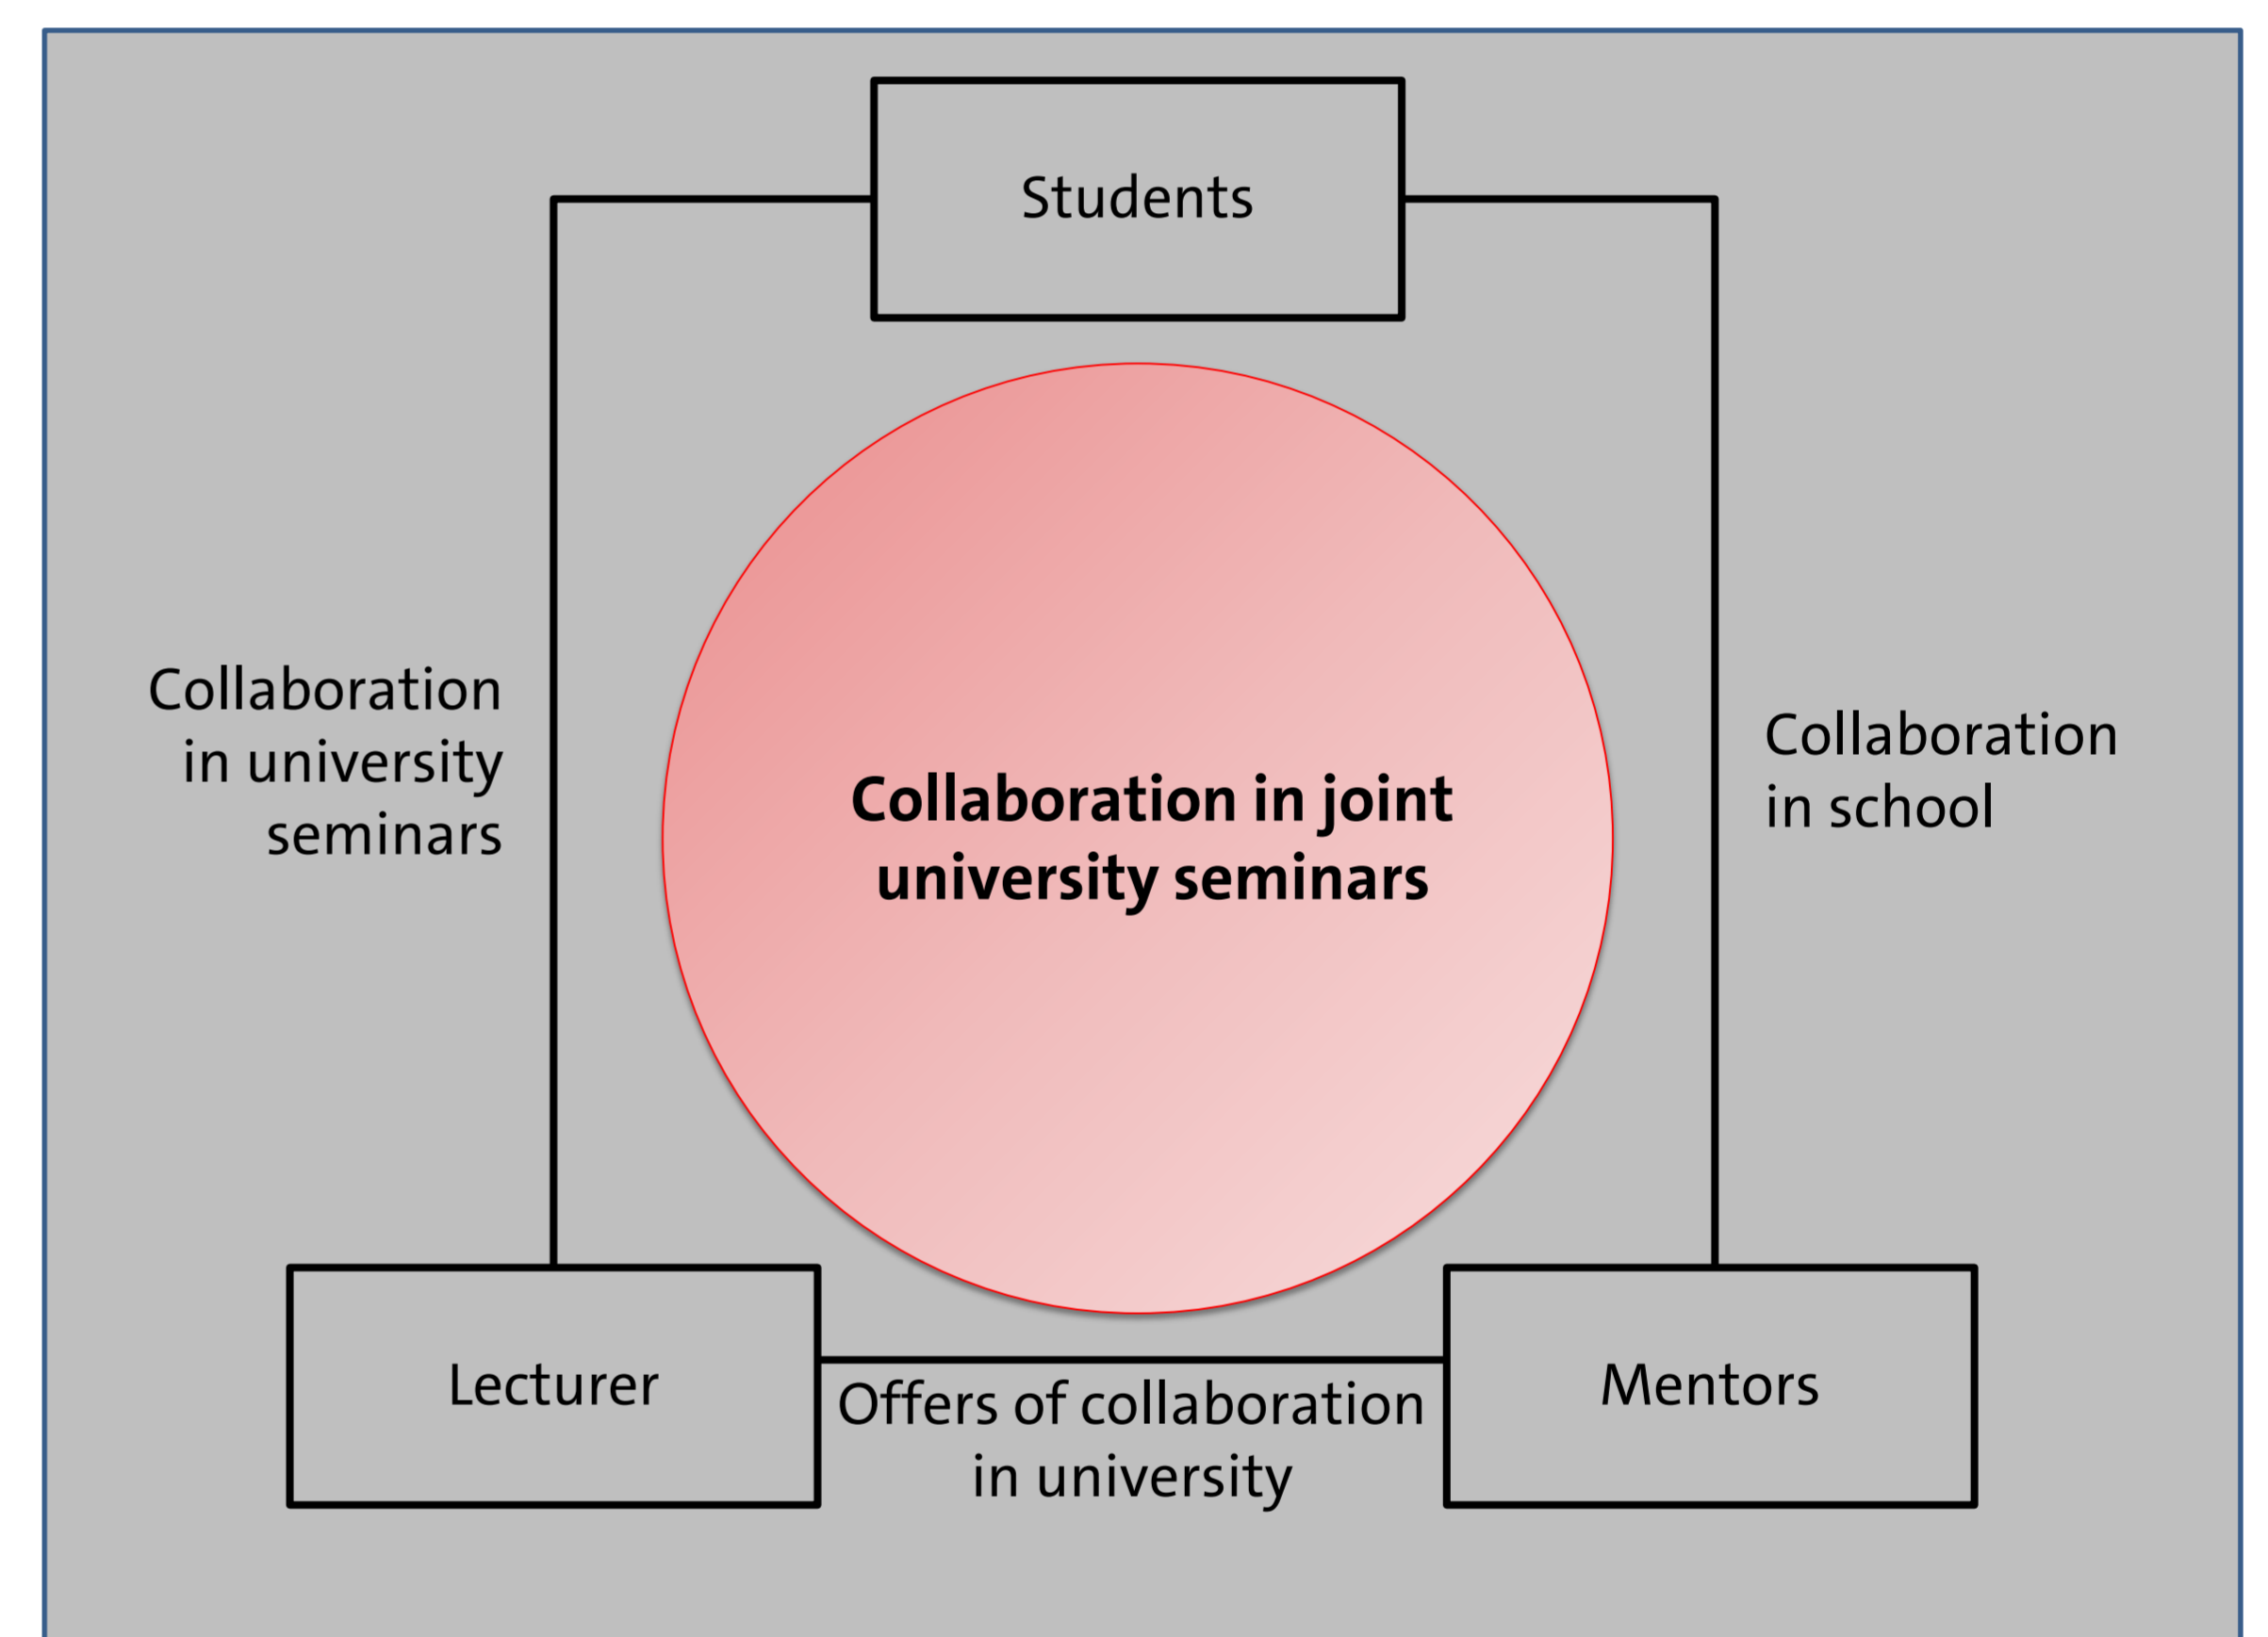 Students
Collaboration
in university
seminars
Collaboration in joint
university seminars
Collaboration
in school
Lecturer
Offers of collaboration
in university
Mentors